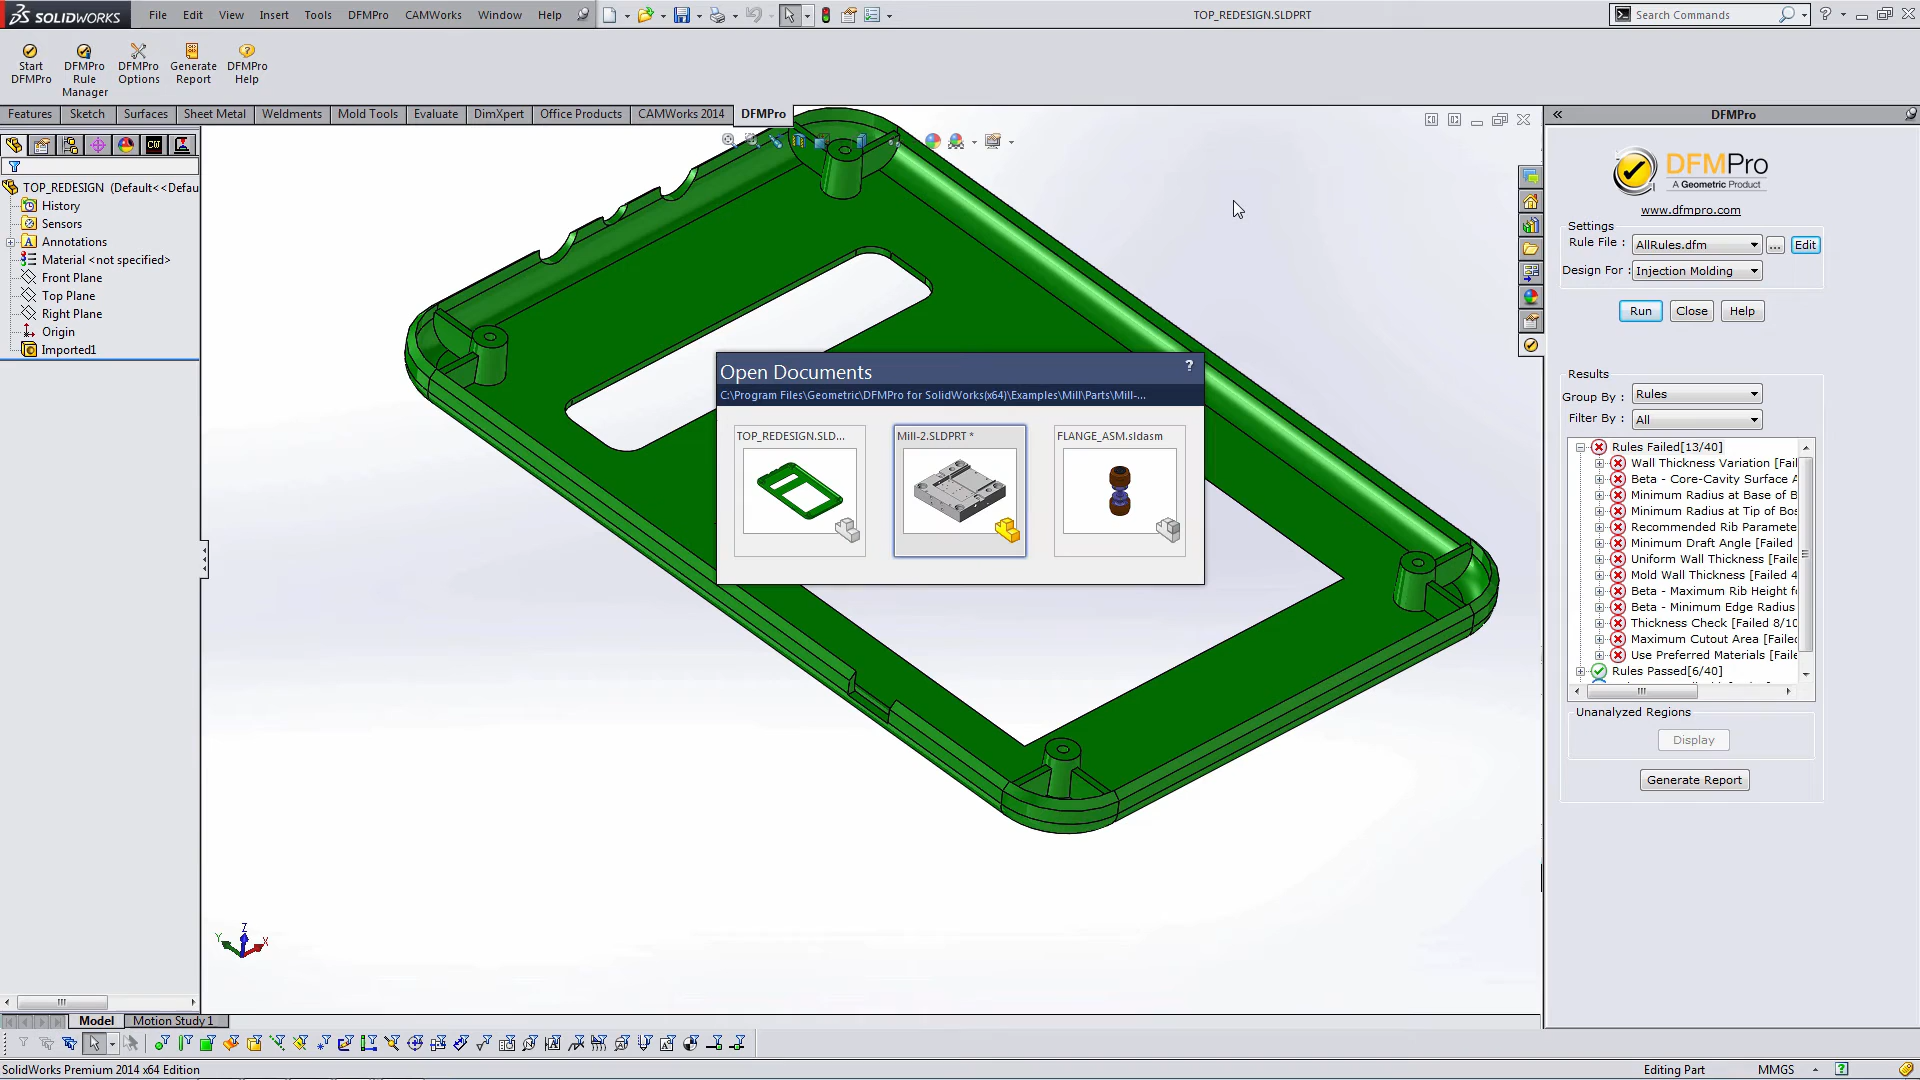 SOLIDWORKS File Edit View Insert Tools DFMPro CAMWorks Window Help TOP_REDESIGN.SLDPRT Search Commands
Start DFMPro
DFMPro Rule Manager
DFMPro Options
Generate Report
DFMPro Help
Features Sketch Surfaces Sheet Metal Weldments Mold Tools Evaluate DimXpert Office Products CAMWorks 2014 DFMPro
TOP_REDESIGN (Default<<Defau
History
Sensors
Annotations
Material <not specified>
Front Plane
Top Plane
Right Plane
Origin
Imported1
Open Documents ?
C:\Program Files\Geometric\DFMPro for SolidWorks(x64)\Examples\Mill\Parts\Mill-...
TOP_REDESIGN.SLD...
Mill-2.SLDPRT *
FLANGE_ASM.sldasm
DFMPro
DFMPro
A Geometric Product
www.dfmpro.com
Settings
Rule File : AllRules.dfm ... Edit
Design For : Injection Molding
Run Close Help
Results
Group By : Rules
Filter By : All
Rules Failed[13/40]
Wall Thickness Variation [Fail
Beta - Core-Cavity Surface A
Minimum Radius at Base of B
Minimum Radius at Tip of Bos
Recommended Rib Paramete
Minimum Draft Angle [Failed
Uniform Wall Thickness [Failed
Mold Wall Thickness [Failed 4
Beta - Maximum Rib Height fo
Beta - Minimum Edge Radius
Thickness Check [Failed 8/10
Maximum Cutout Area [Failed
Use Preferred Materials [Faile
Rules Passed[6/40]
Unanalyzed Regions
Display
Generate Report
Z
Y X
Model Motion Study 1
SolidWorks Premium 2014 x64 Edition Editing Part MMGS